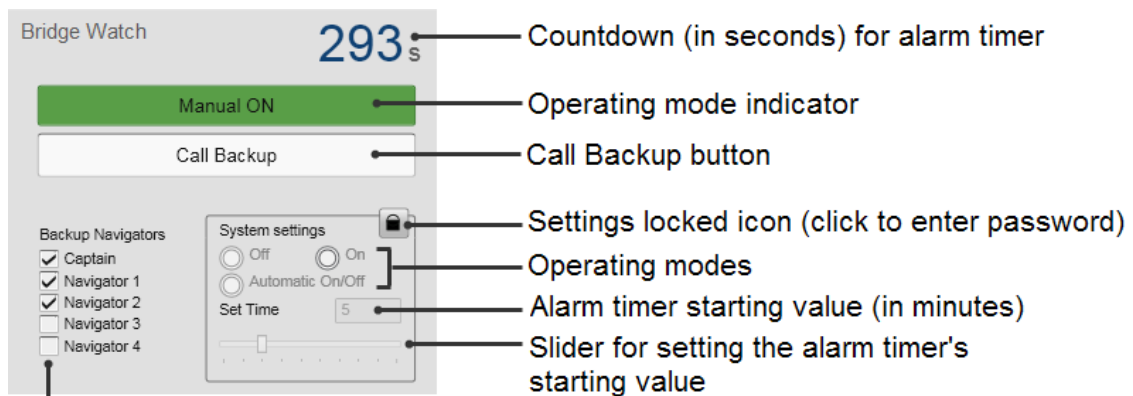 Bridge Watch
293 s
Countdown (in seconds) for alarm timer
Manual ON
Operating mode indicator
Call Backup
Call Backup button
Settings locked icon (click to enter password)
Backup Navigators
System settings
Captain
Off
On
Operating modes
Navigator 1
Automatic On/Off
Navigator 2
Set Time
5
Alarm timer starting value (in minutes)
Navigator 3
Navigator 4
Slider for setting the alarm timer's
starting value